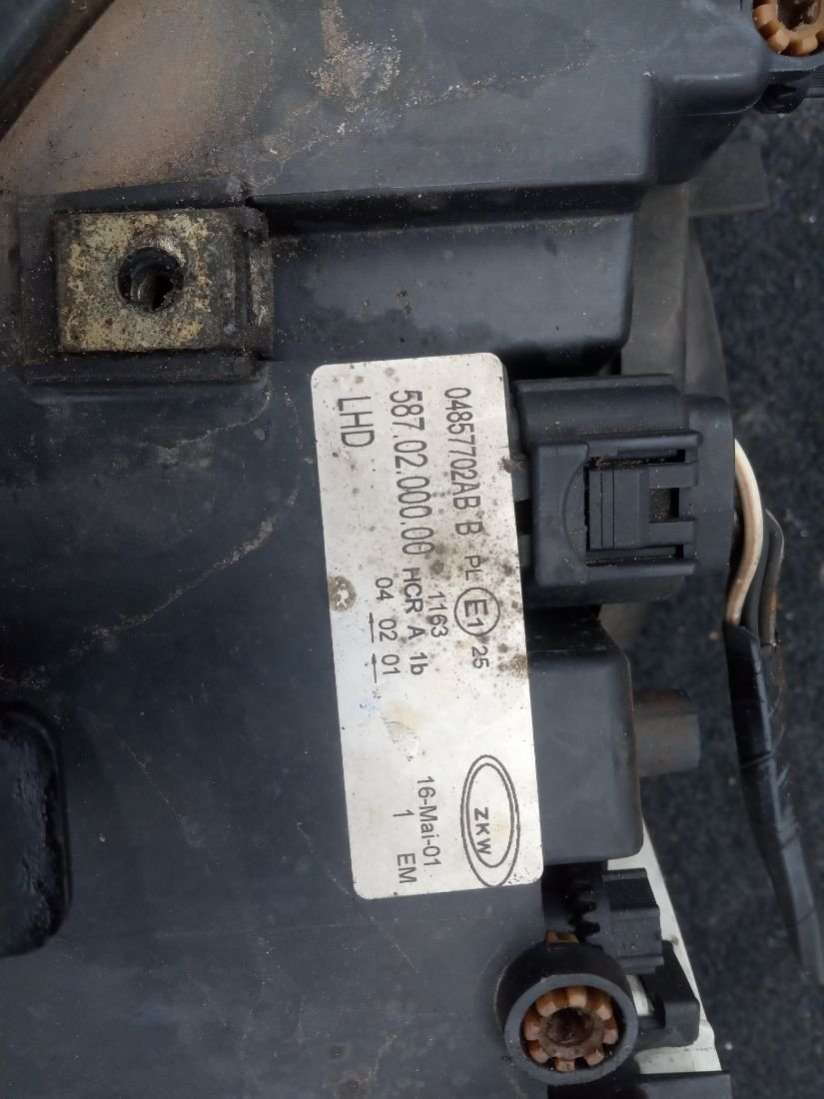 04857702AB B PL E1 25
587.02.000.00 1163
HCR A 1b
LHD 04 02 01
ZKW
16-Mai-01
1 EM